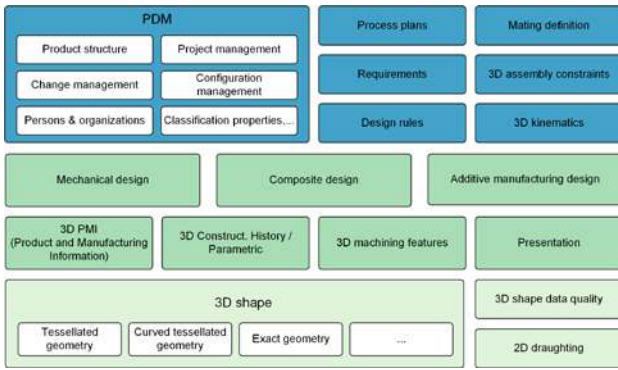 PDM
Product structure
Project management
Change management
Configuration
management
Persons & organizations
Classification properties,...
Process plans
Mating definition
Requirements
3D assembly constraints
Design rules
3D kinematics
Mechanical design
Composite design
Additive manufacturing design
3D PMI
(Product and Manufacturing
Information)
3D Construct. History /
Parametric
3D machining features
Presentation
3D shape
Tessellated
geometry
Curved tessellated
geometry
Exact geometry
...
3D shape data quality
2D draughting